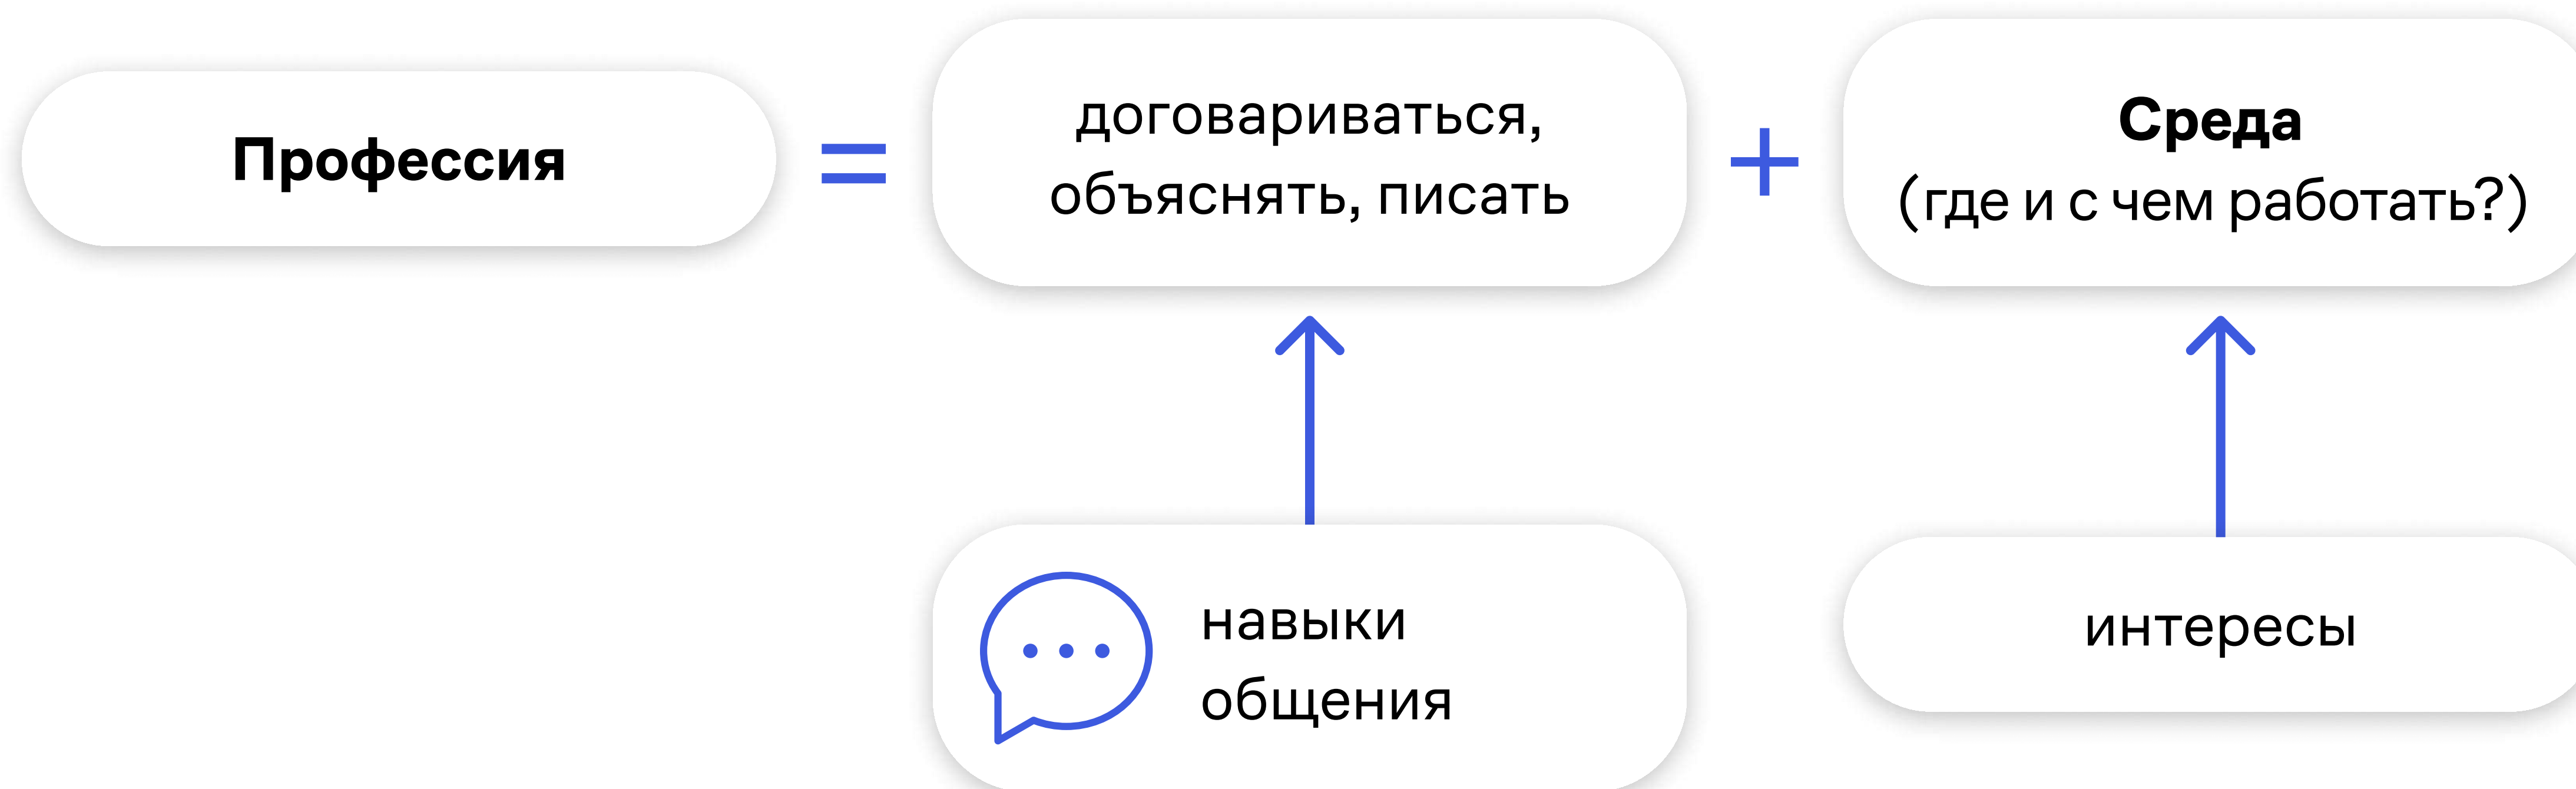 Профессия
=
договариваться,
объяснять, писать
+
Среда
(где и с чем работать?)
навыки
общения
интересы